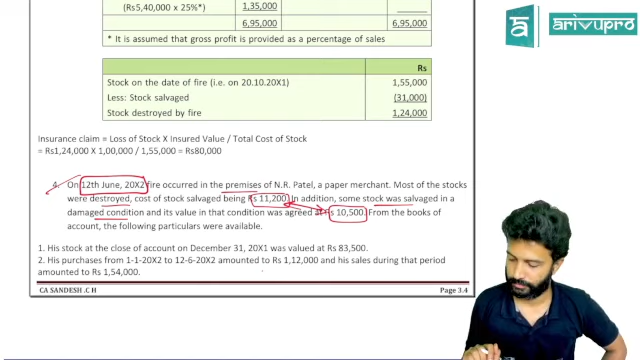 arivupro
(Rs5,40,000 x 25%*) 1,35,000
6,95,000 6,95,000
* It is assumed that gross profit is provided as a percentage of sales
Rs
Stock on the date of fire (i.e. on 20.10.20X1) 1,55,000
Less: Stock salvaged (31,000)
Stock destroyed by fire 1,24,000
Insurance claim = Loss of Stock X Insured Value / Total Cost of Stock
= Rs1,24,000 X 1,00,000 / 1,55,000 = Rs80,000
4. On 12th June, 20X2 fire occurred in the premises of N.R. Patel, a paper merchant. Most of the stocks
were destroyed, cost of stock salvaged being Rs 11,200. In addition, some stock was salvaged in a
damaged condition and its value in that condition was agreed at Rs 10,500. From the books of
account, the following particulars were available.
1. His stock at the close of account on December 31, 20X1 was valued at Rs 83,500.
2. His purchases from 1-1-20X2 to 12-6-20X2 amounted to Rs 1,12,000 and his sales during that period
amounted to Rs 1,54,000.
CA SANDESH .C H Page 3.4